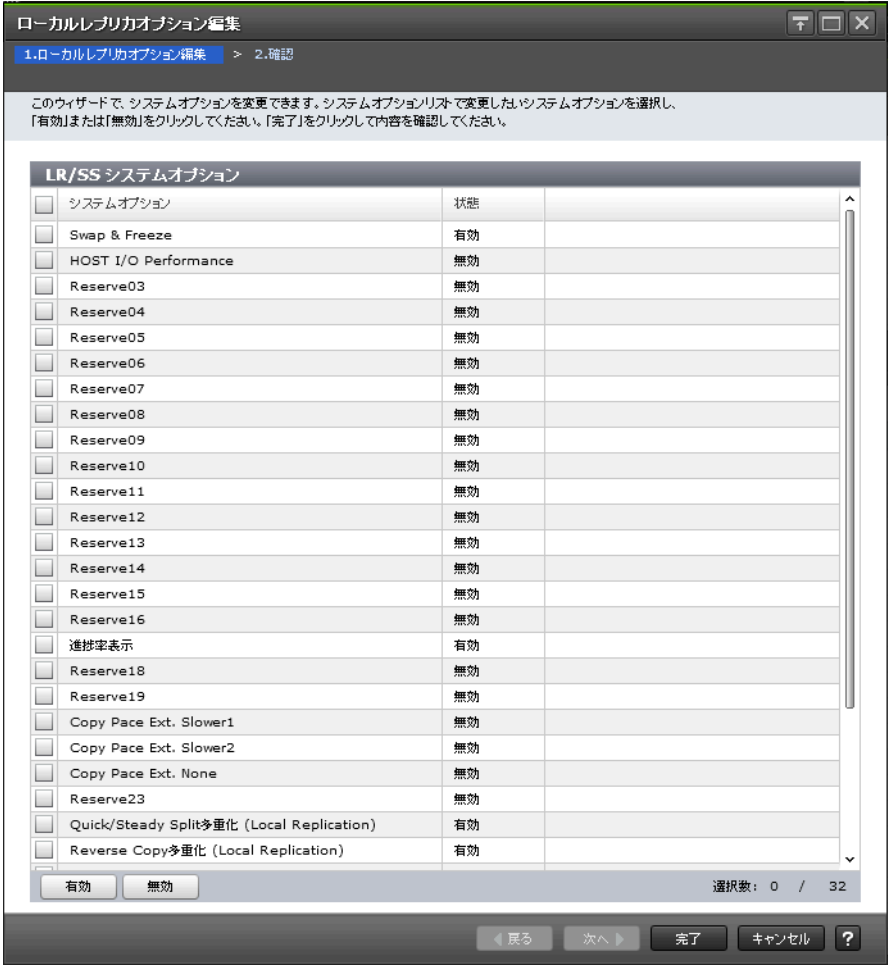 ローカルレプリカオプション編集
1.ローカルレプリカオプション編集 > 2.確認
このウィザードで、システムオプションを変更できます。システムオプションリストで変更したいシステムオプションを選択し、
「有効」または「無効」をクリックしてください。「完了」をクリックして内容を確認してください。
LR/SS システムオプション
システムオプション 状態
Swap & Freeze 有効
HOST I/O Performance 無効
Reserve03 無効
Reserve04 無効
Reserve05 無効
Reserve06 無効
Reserve07 無効
Reserve08 無効
Reserve09 無効
Reserve10 無効
Reserve11 無効
Reserve12 無効
Reserve13 無効
Reserve14 無効
Reserve15 無効
Reserve16 無効
進捗率表示 有効
Reserve18 無効
Reserve19 無効
Copy Pace Ext. Slower1 無効
Copy Pace Ext. Slower2 無効
Copy Pace Ext. None 無効
Reserve23 無効
Quick/Steady Split多重化 (Local Replication) 有効
Reverse Copy多重化 (Local Replication) 有効
有効 無効 選択数: 0 / 32
戻る 次へ 完了 キャンセル ?